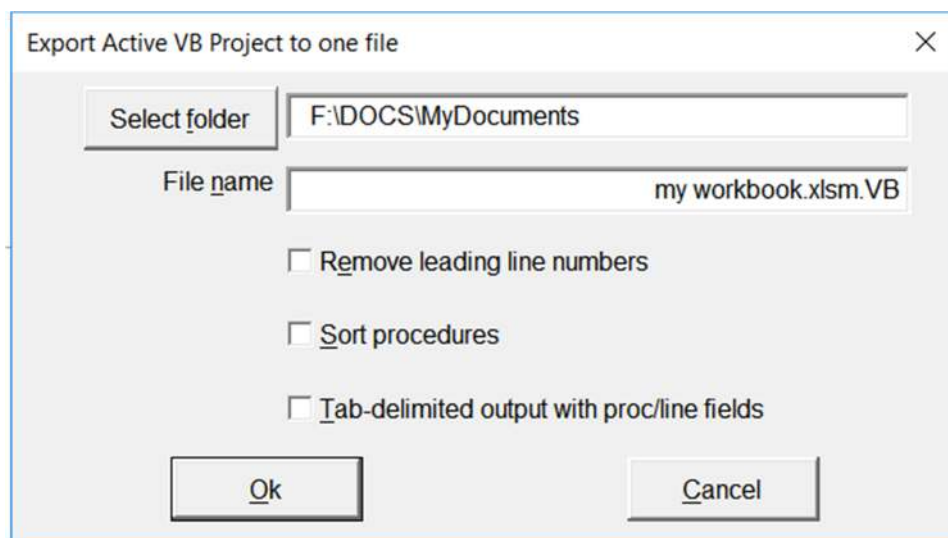 Export Active VB Project to one file
Select folder F:\DOCS\MyDocuments
File name my workbook.xlsm.VB
Remove leading line numbers
Sort procedures
Tab-delimited output with proc/line fields
Ok Cancel